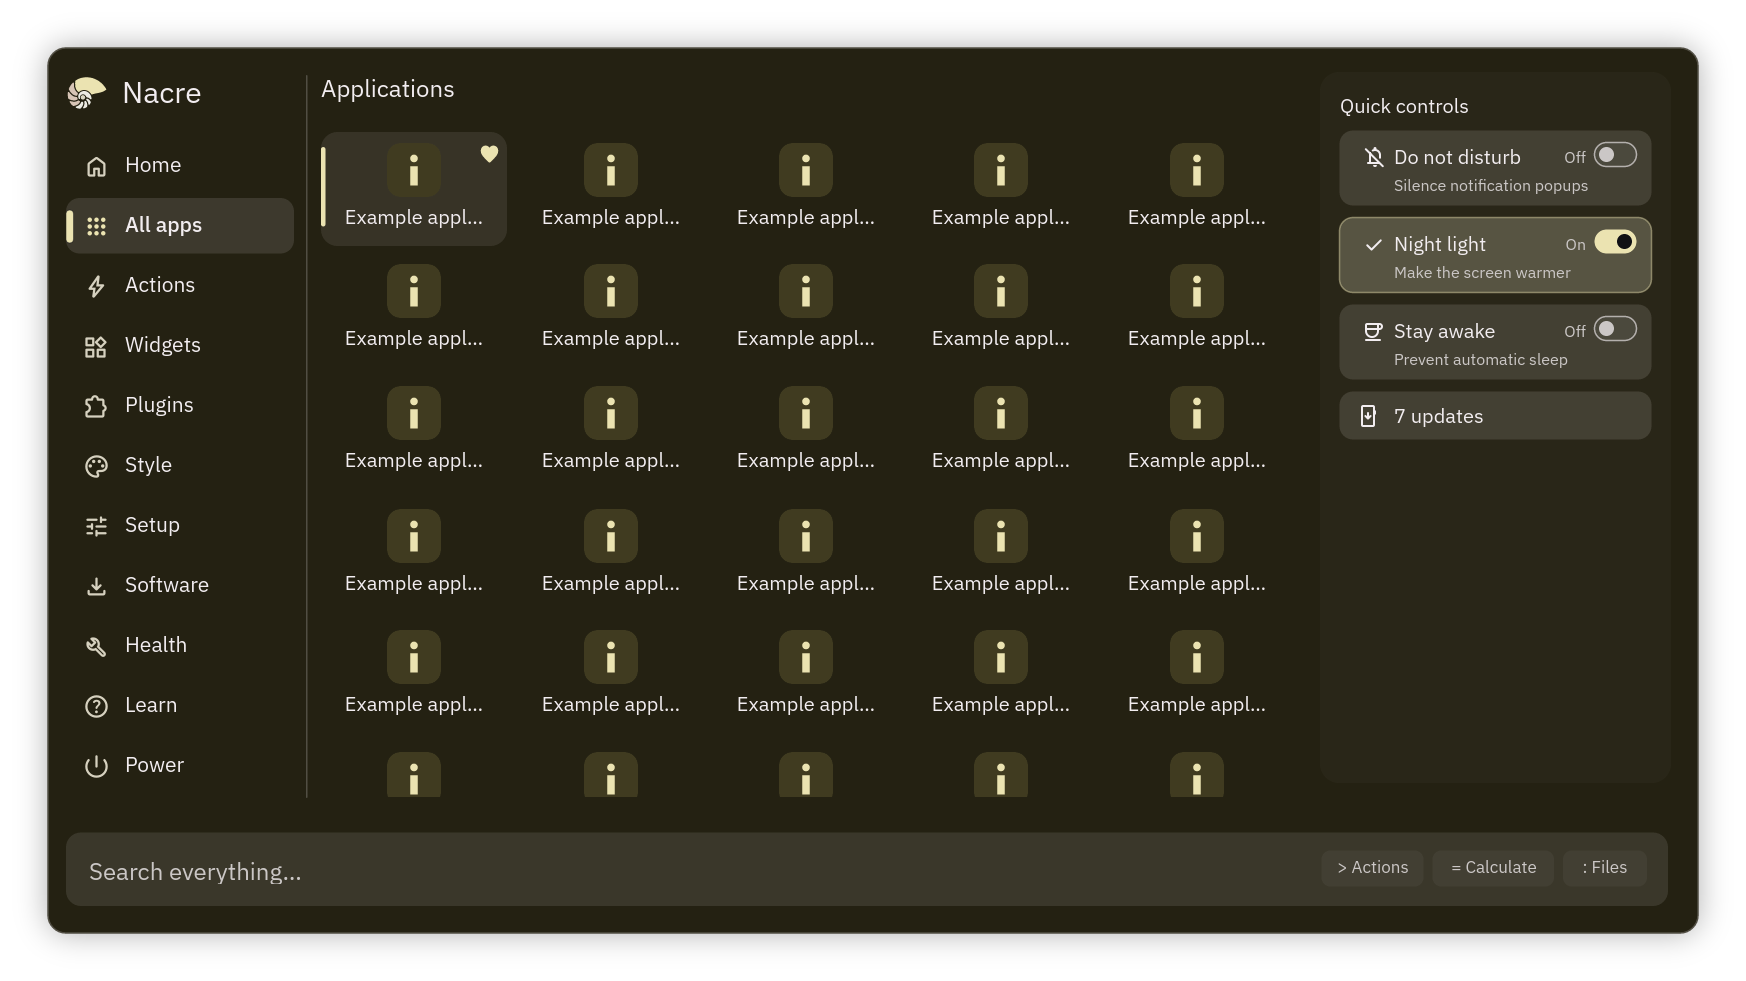 Nacre
Home
All apps
Actions
Widgets
Plugins
Style
Setup
Software
Health
Learn
Power
Applications
Example appl... Example appl... Example appl... Example appl... Example appl...
Example appl... Example appl... Example appl... Example appl... Example appl...
Example appl... Example appl... Example appl... Example appl... Example appl...
Example appl... Example appl... Example appl... Example appl... Example appl...
Example appl... Example appl... Example appl... Example appl... Example appl...
Quick controls
Do not disturb Off
Silence notification popups
Night light On
Make the screen warmer
Stay awake Off
Prevent automatic sleep
7 updates
Search everything... > Actions = Calculate : Files